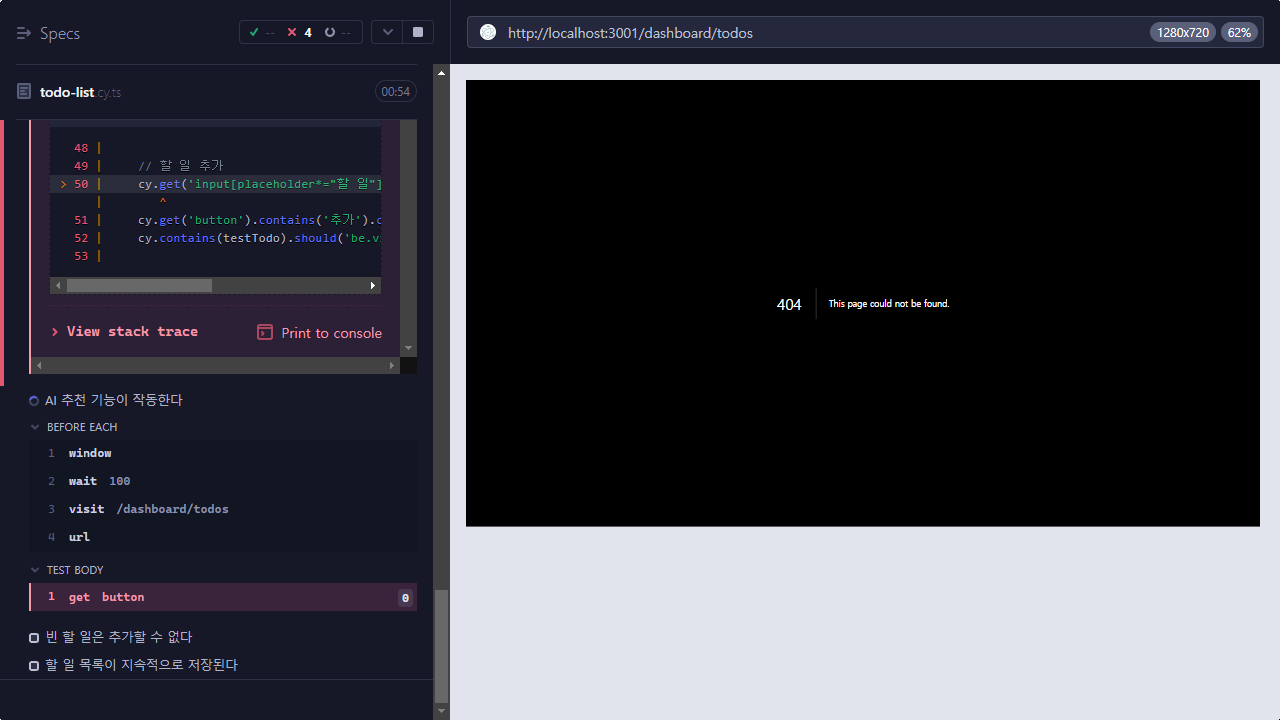 Specs
-- 4 --
todo-list.cy.ts 00:54
48 |
49 | // 할 일 추가
> 50 | cy.get('input[placeholder*="할 일"]
| ^
51 | cy.get('button').contains('추가').c
52 | cy.contains(testTodo).should('be.vi
53 |
View stack trace
Print to console
AI 추천 기능이 작동한다
BEFORE EACH
1 window
2 wait 100
3 visit /dashboard/todos
4 url
TEST BODY
1 get button 0
빈 할 일은 추가할 수 없다
할 일 목록이 지속적으로 저장된다
http://localhost:3001/dashboard/todos 1280x720 62%
404 This page could not be found.